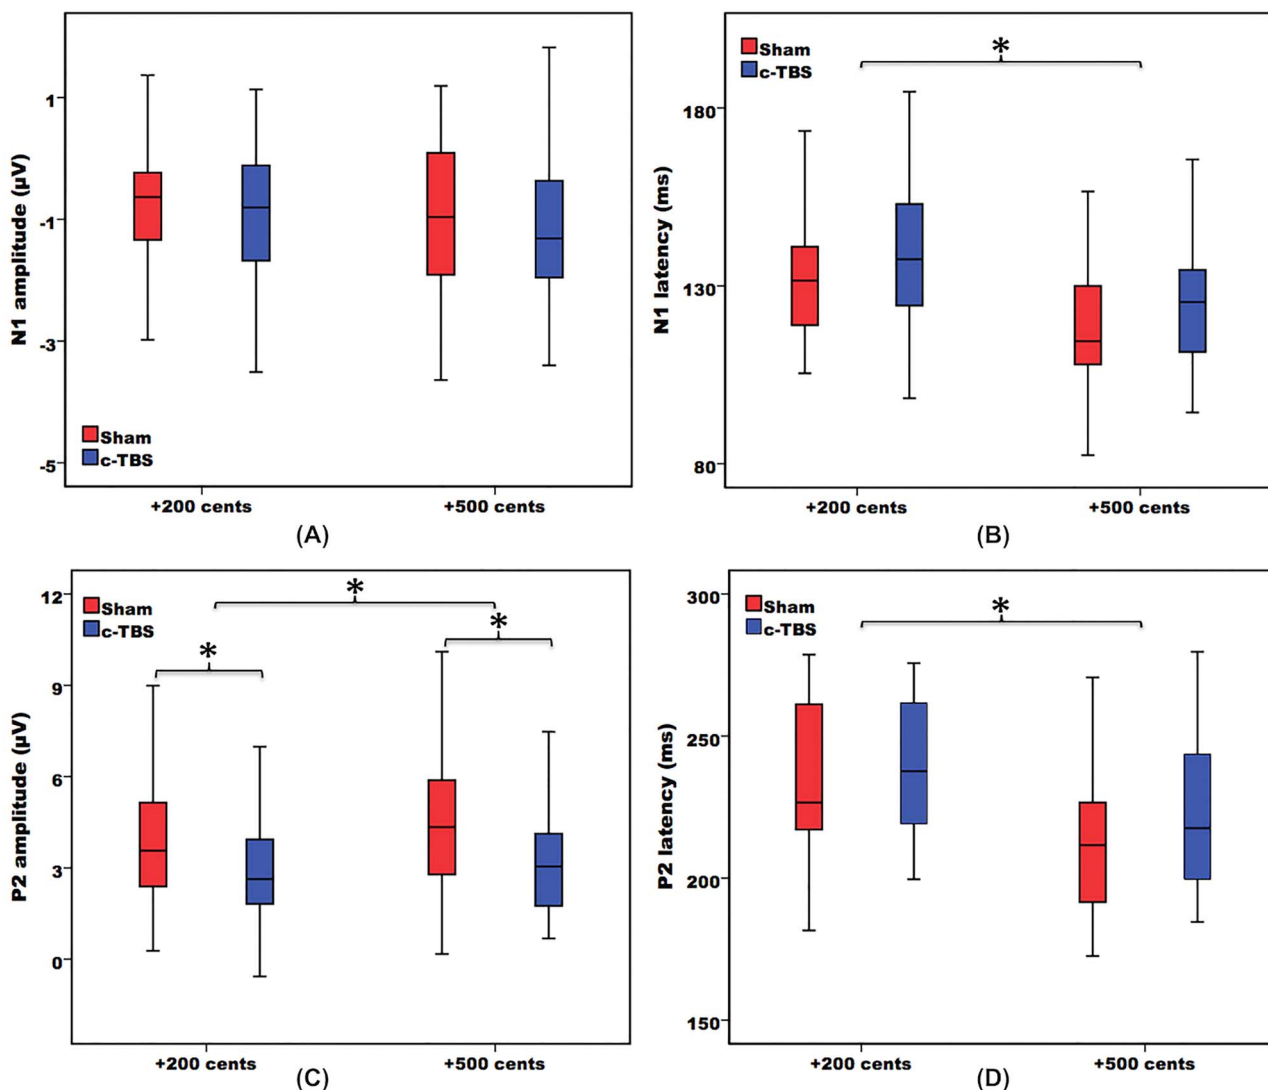 Sham
c-TBS
1
-1
-3
-5
N1 amplitude (μV)
+200 cents
+500 cents
(A)
Sham
c-TBS
*
180
130
80
N1 latency (ms)
+200 cents
+500 cents
(B)
Sham
c-TBS
*
*
*
12
9
6
3
0
P2 amplitude (μV)
+200 cents
+500 cents
(C)
Sham
c-TBS
*
300
250
200
150
P2 latency (ms)
+200 cents
+500 cents
(D)